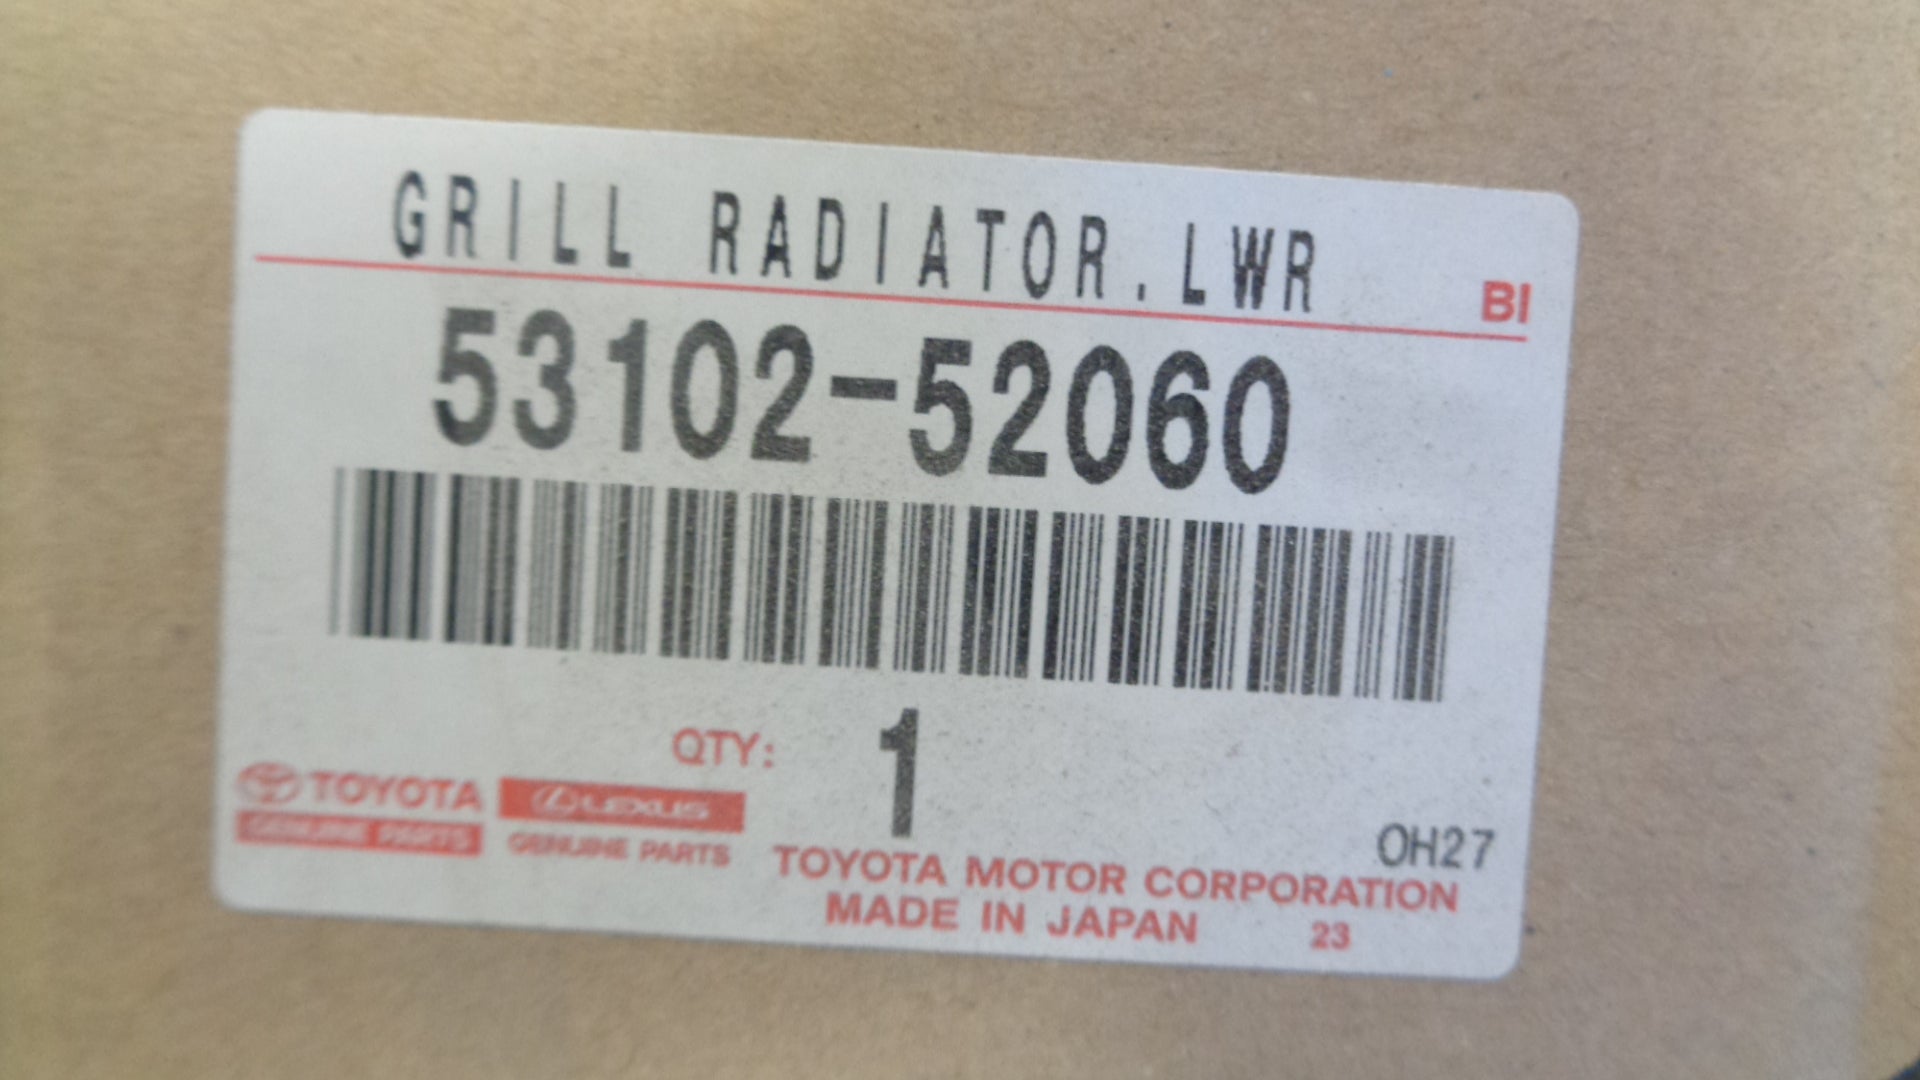 GRILL RADIATOR.LWR
BI
53102-52060
QTY: 1
TOYOTA
GENUINE PARTS
LEXUS
GENUINE PARTS
OH27
TOYOTA MOTOR CORPORATION
MADE IN JAPAN 23